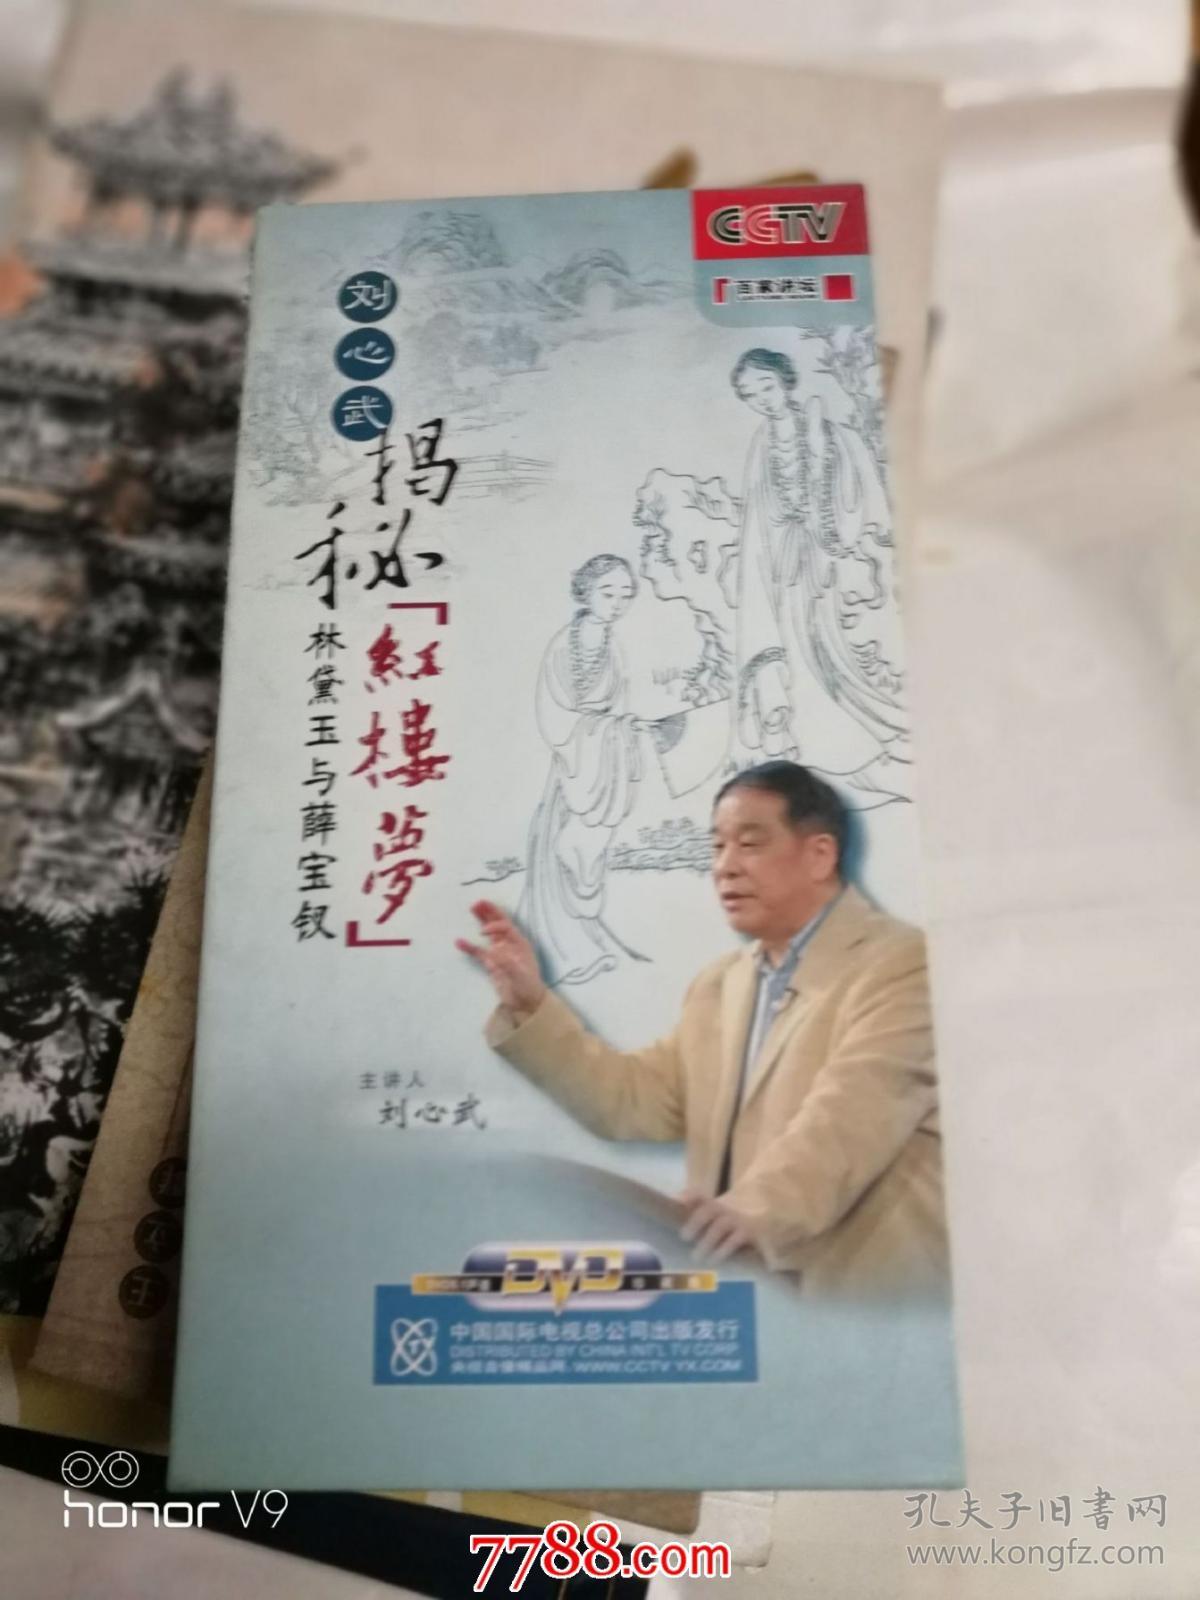 CCTV
百家讲坛
刘心武
揭秘
「紅樓夢」
林黛玉与薛宝钗
主讲人
刘心武
DVD
中国国际电视总公司出版发行
DISTRIBUTED BY CHINA INT'L TV CORP
央视音像精品网:WWW.CCTV YX.COM
honor V9
7788.com
孔夫子旧書网
www.kongfz.com